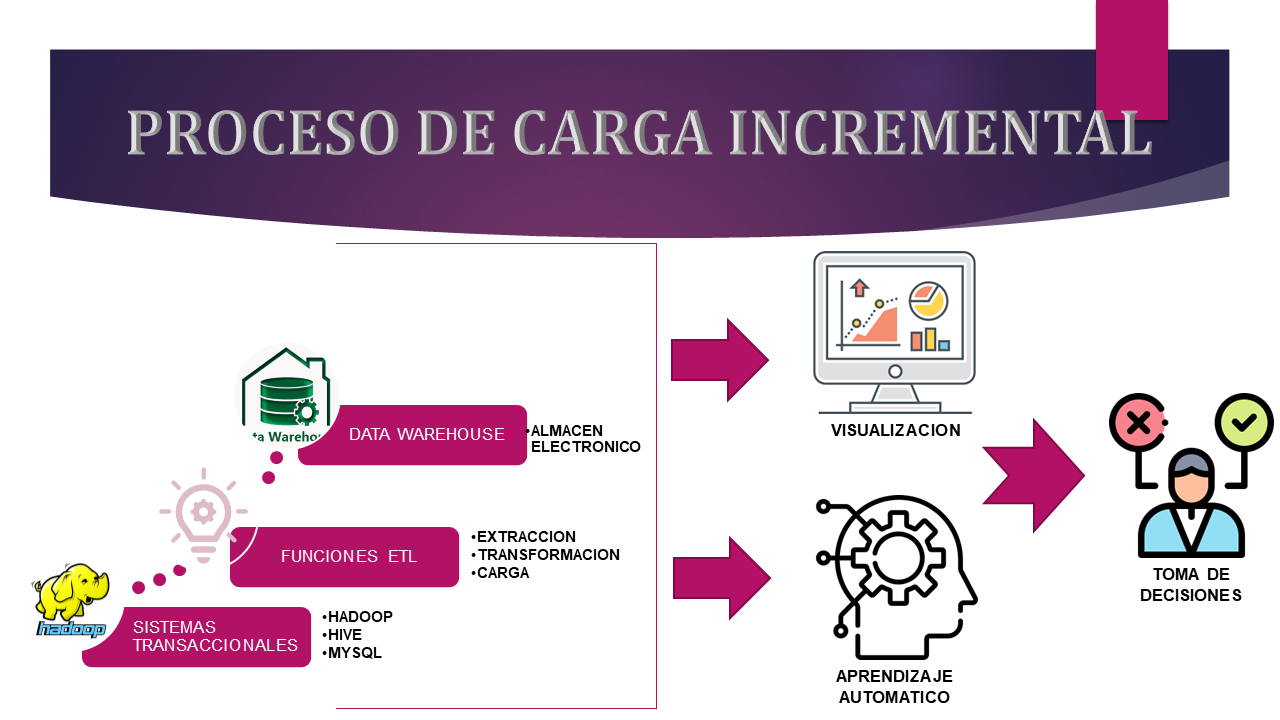 PROCESO DE CARGA INCREMENTAL
ta Warehou
DATA WAREHOUSE
•ALMACEN
ELECTRONICO
FUNCIONES ETL
•EXTRACCION
•TRANSFORMACION
•CARGA
hadoop
SISTEMAS
TRANSACCIONALES
•HADOOP
•HIVE
•MYSQL
VISUALIZACION
APRENDIZAJE
AUTOMATICO
TOMA DE
DECISIONES